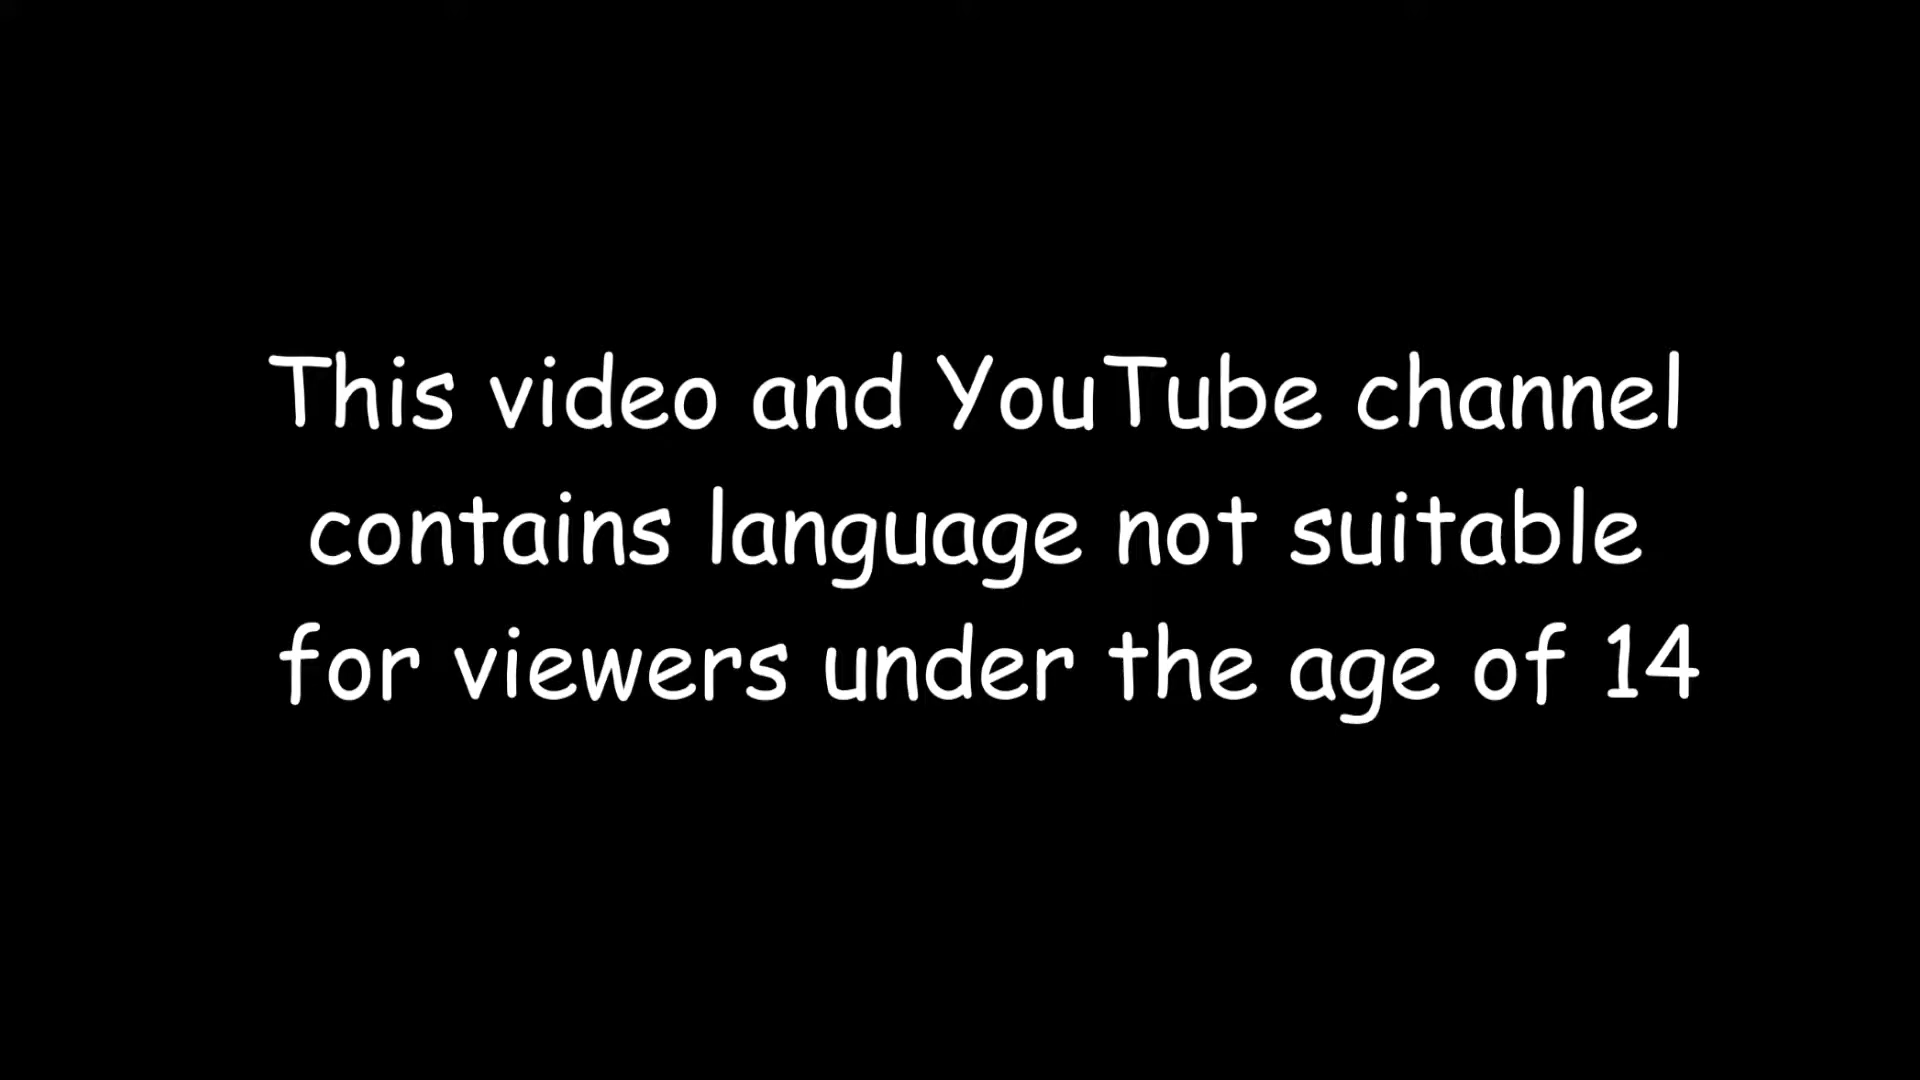 This video and YouTube channel
contains language not suitable
for viewers under the age of 14